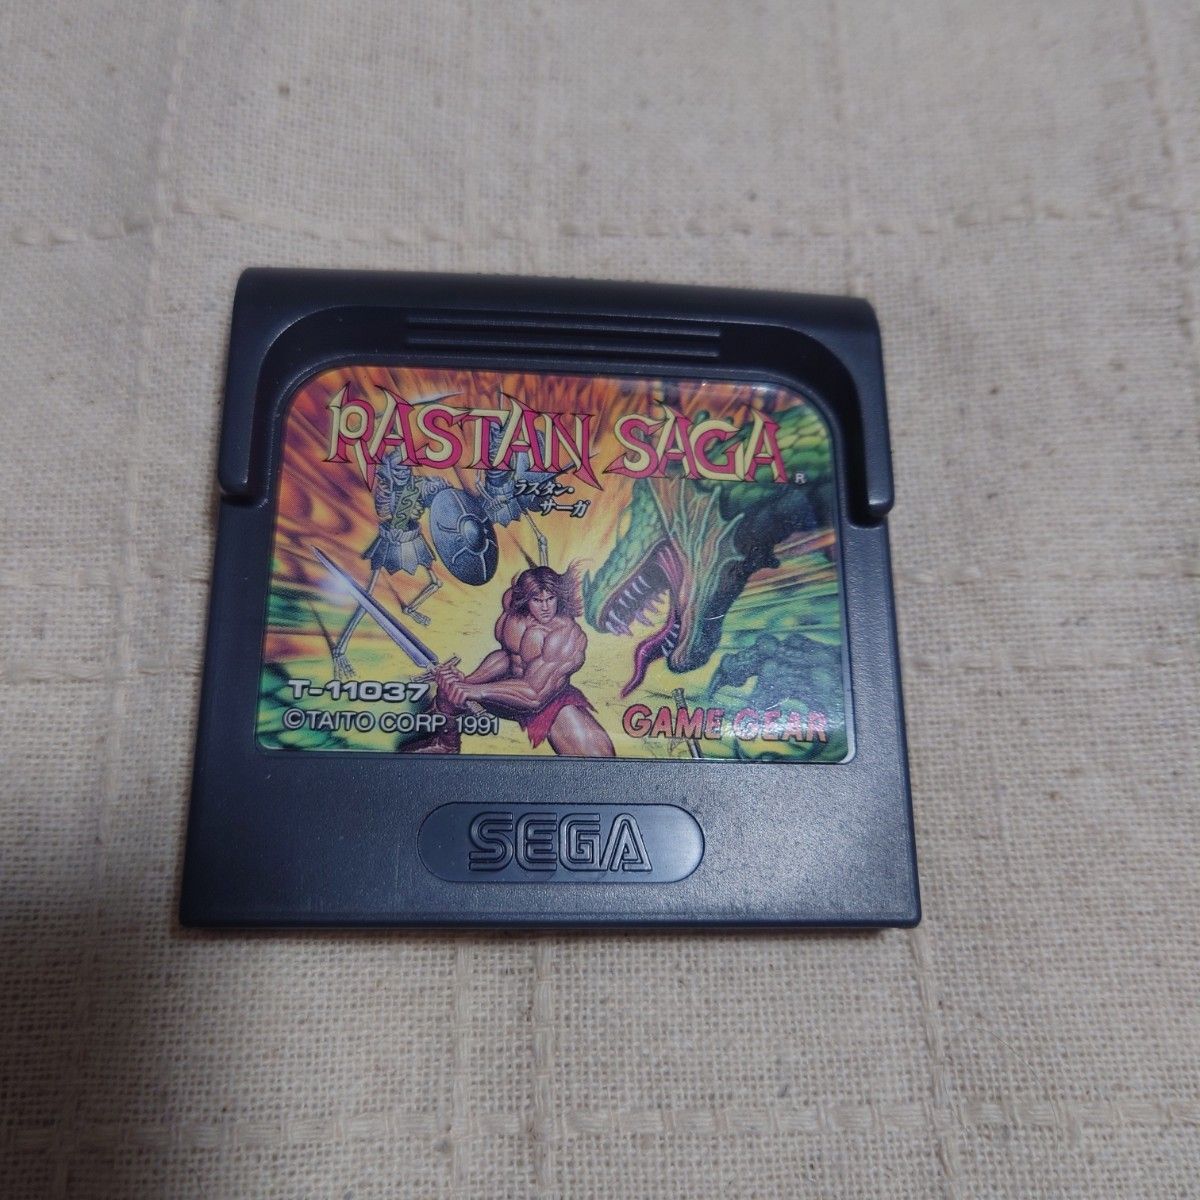 RASTAN SAGA
®
ラスタン・
サーガ
T-11037
©TAITO CORP. 1991
GAME GEAR
SEGA